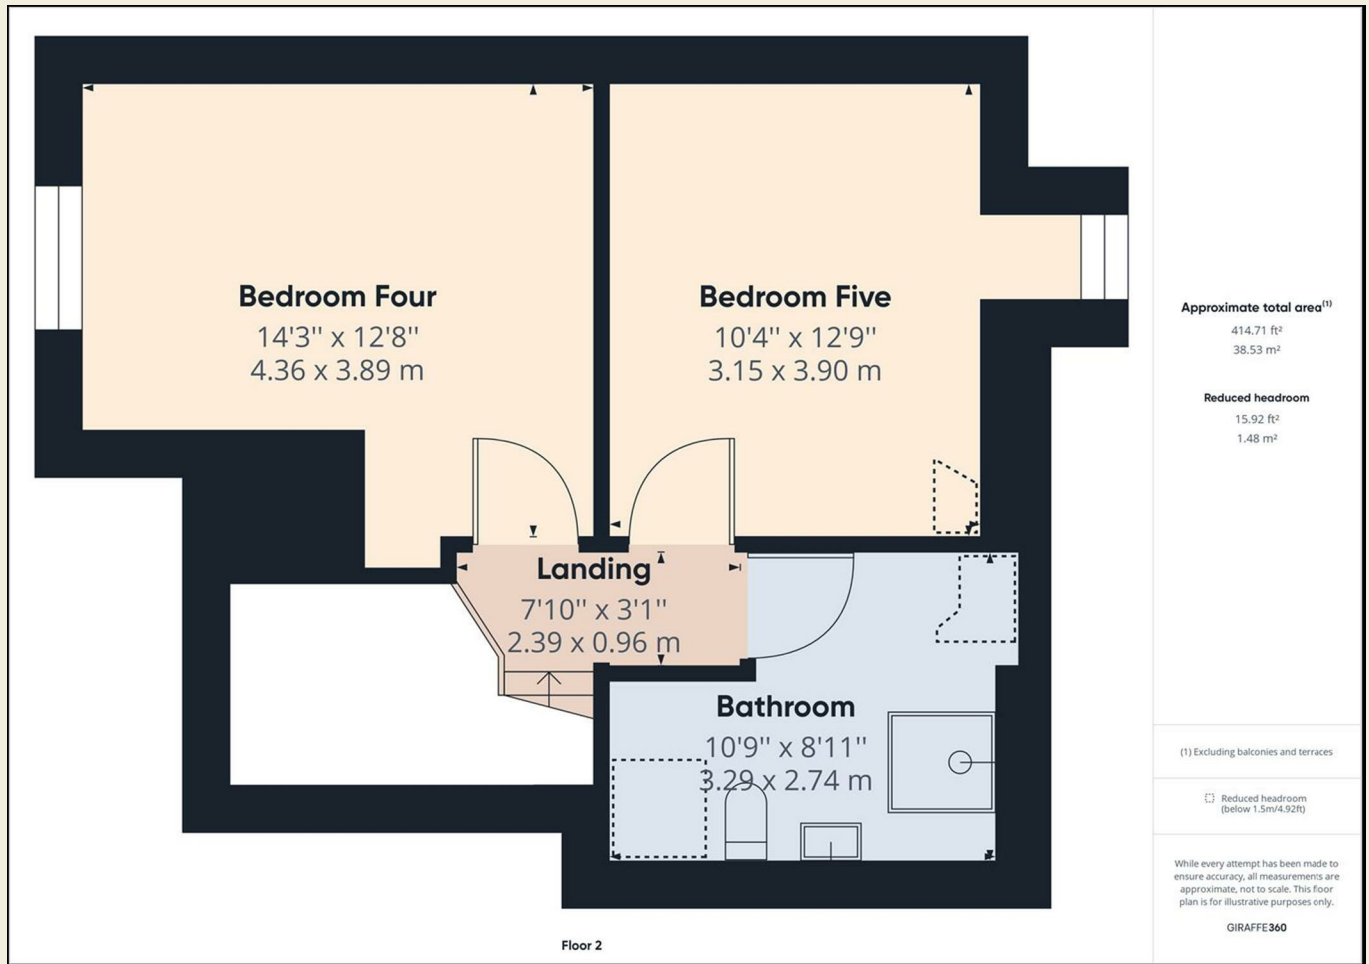 Bedroom Four
14'3'' x 12'8''
4.36 x 3.89 m
Bedroom Five
10'4'' x 12'9''
3.15 x 3.90 m
Landing
7'10'' x 3'1''
2.39 x 0.96 m
Bathroom
10'9'' x 8'11''
3.29 x 2.74 m
Floor 2
Approximate total area(1)
414.71 ft²
38.53 m²
Reduced headroom
15.92 ft²
1.48 m²
(1) Excluding balconies and terraces
Reduced headroom
(below 1.5m/4.92ft)
While every attempt has been made to
ensure accuracy, all measurements are
approximate, not to scale. This floor
plan is for illustrative purposes only.
GIRAFFE360